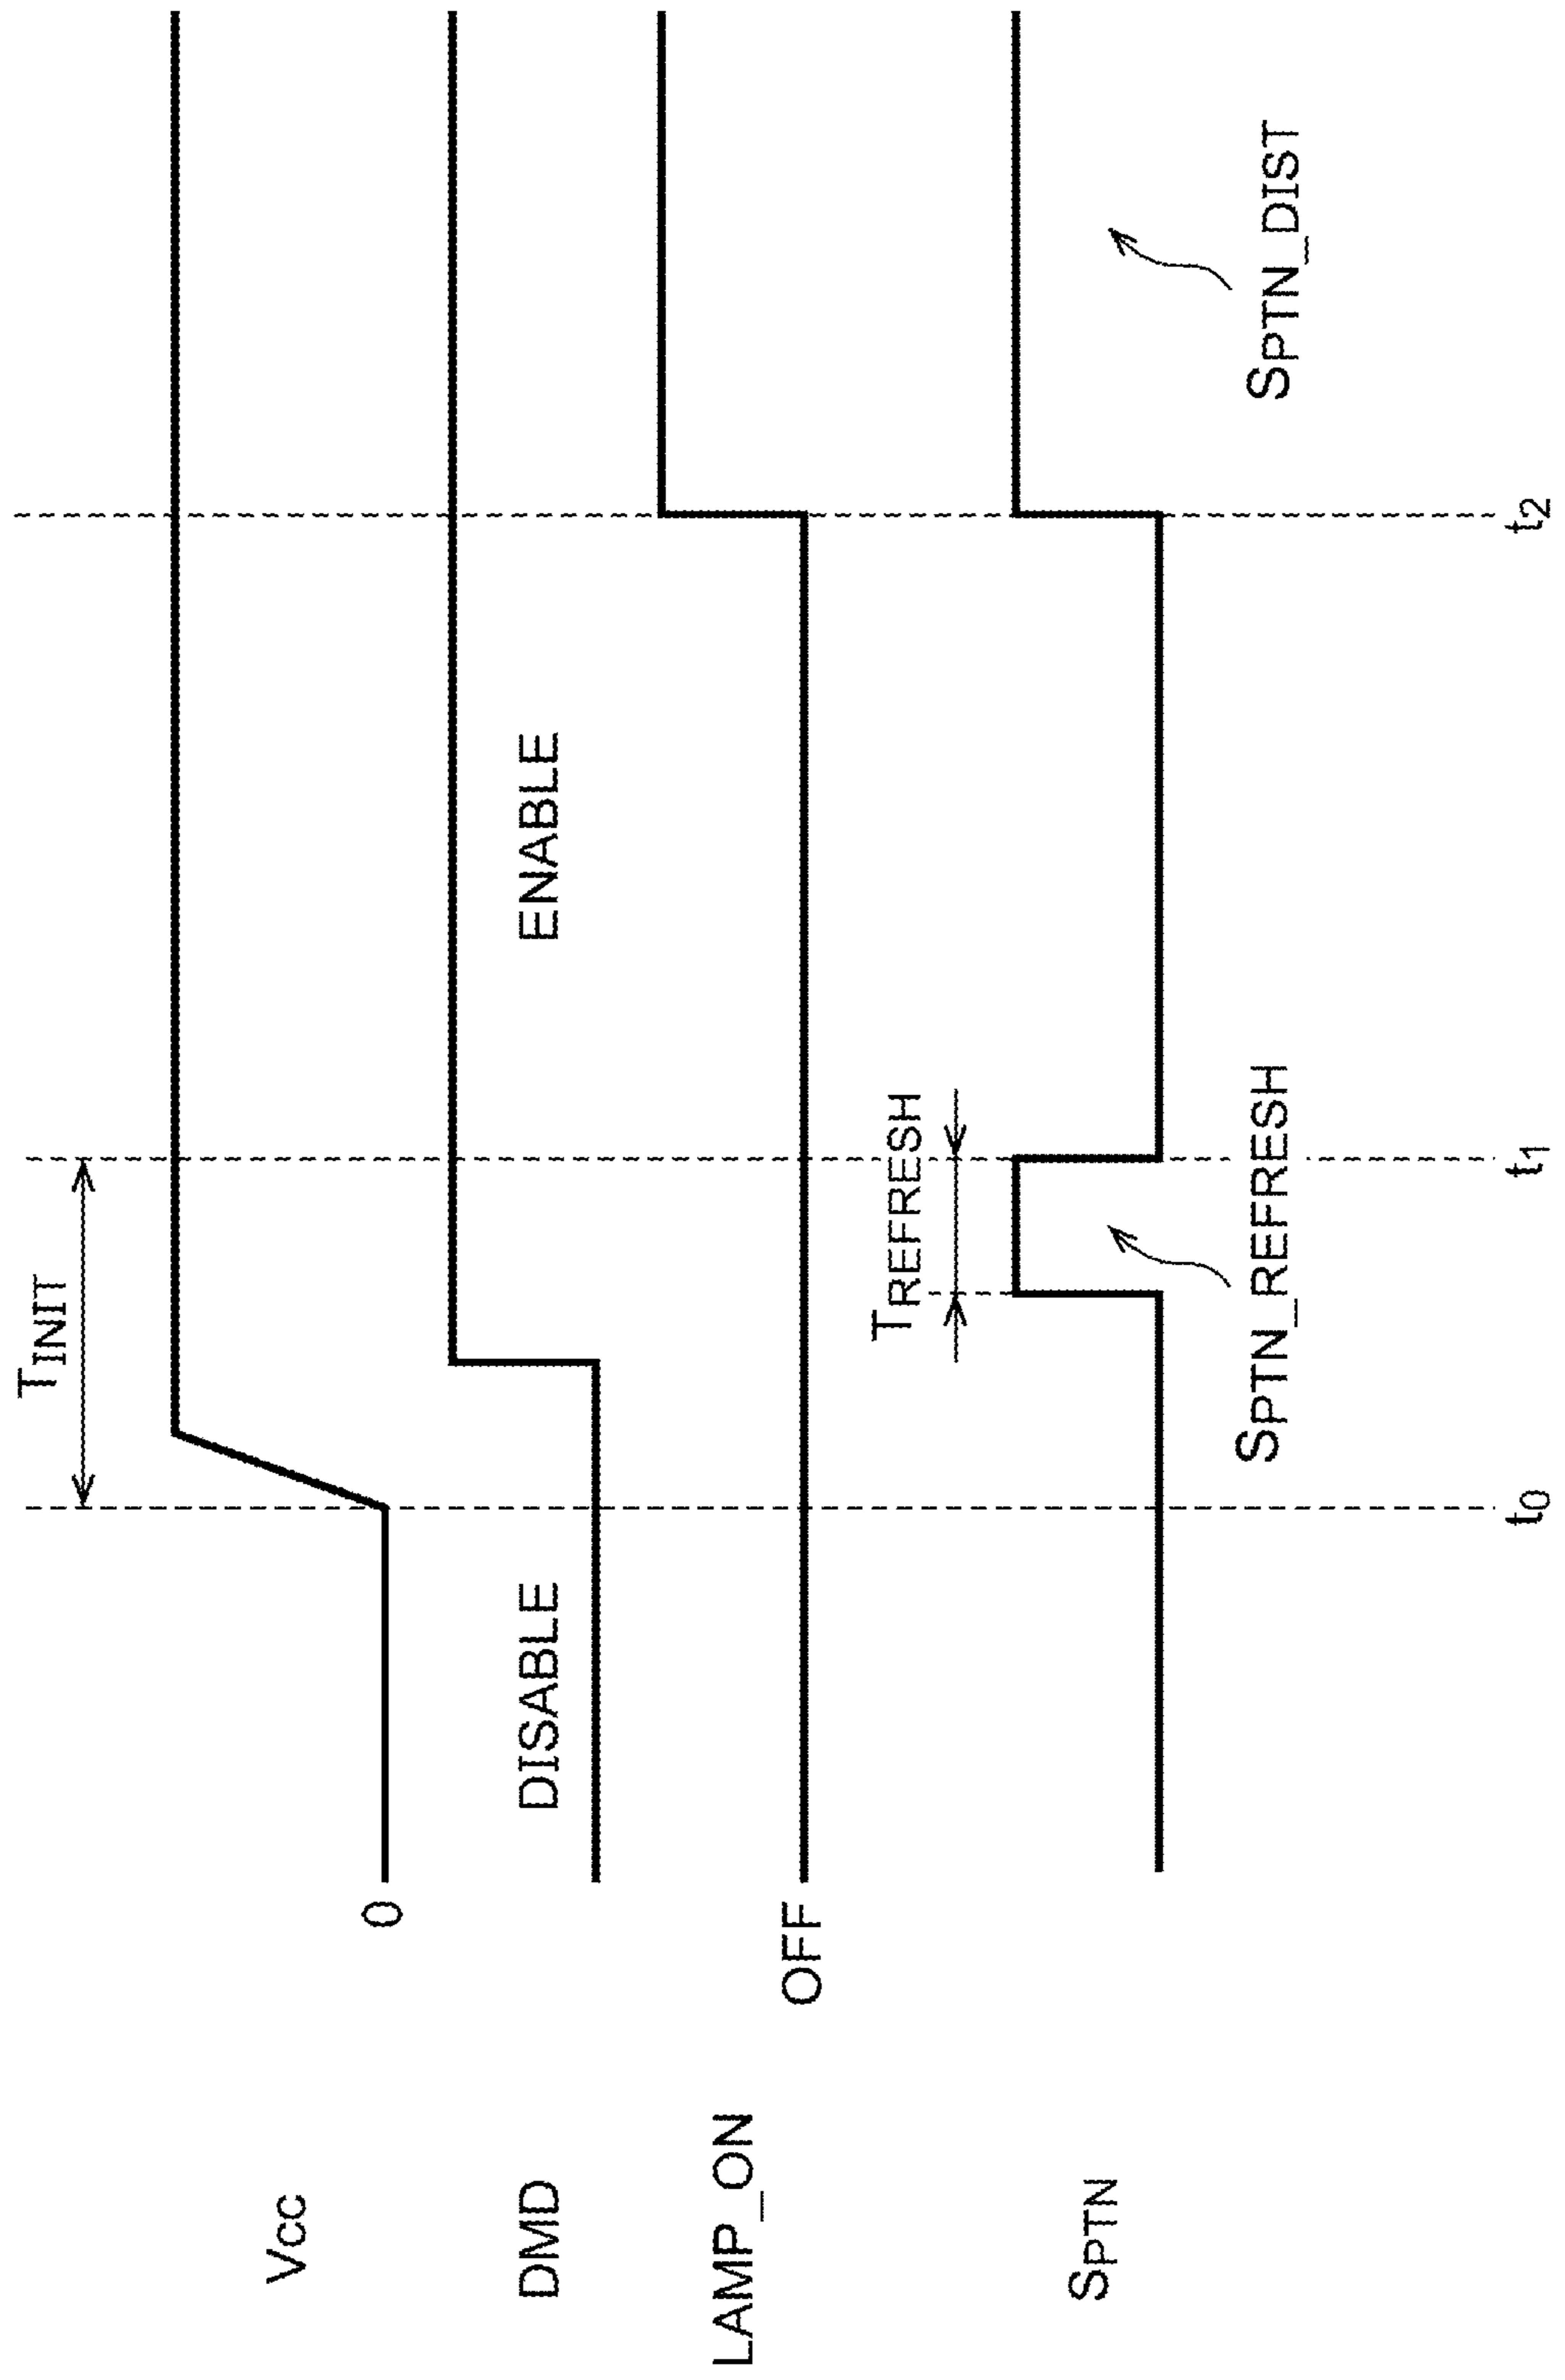 TINIT
Vcc
0
DMD
DISABLE
ENABLE
LAMP_ON
OFF
TREFRESH
SPTN
SPTN_REFRESH
SPTN_DIST
t0
t1
t2